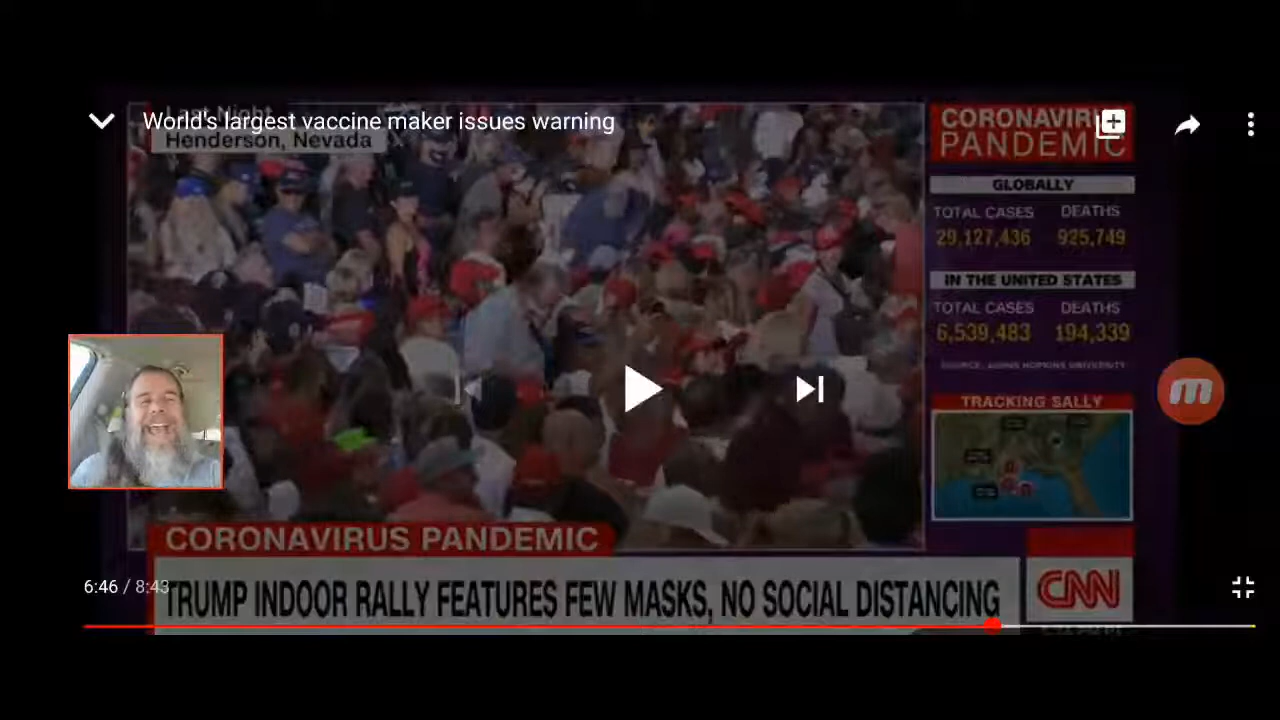 Last Night
World's largest vaccine maker issues warning
Henderson, Nevada
CORONAVIRUS
PANDEMIC
GLOBALLY
TOTAL CASES DEATHS
29,127,436 925,749
IN THE UNITED STATES
TOTAL CASES DEATHS
6,539,483 194,339
SOURCE: JOHNS HOPKINS UNIVERSITY
TRACKING SALLY
CORONAVIRUS PANDEMIC
TRUMP INDOOR RALLY FEATURES FEW MASKS, NO SOCIAL DISTANCING
CNN
6:46 / 8:43